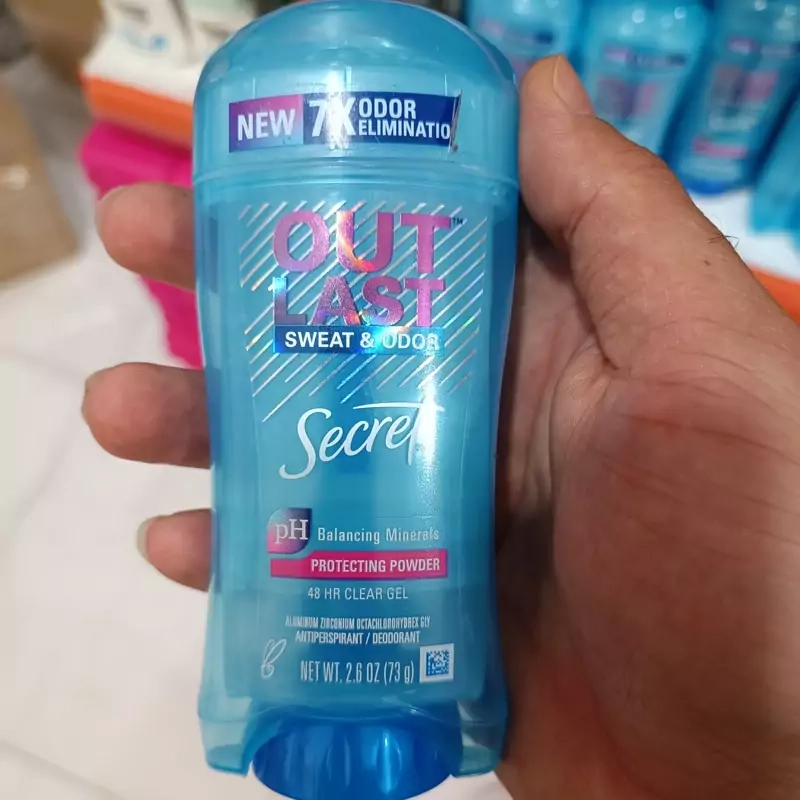 NEW 7X ODOR
ELIMINATIO
OUT
LAST™
SWEAT & ODOR
Secret
pH Balancing Minerals
PROTECTING POWDER
48 HR CLEAR GEL
ALUMINUM ZIRCONIUM OCTACHLOROHYDREX GLY
ANTIPERSPIRANT / DEODORANT
NET WT. 2.6 OZ (73 g)